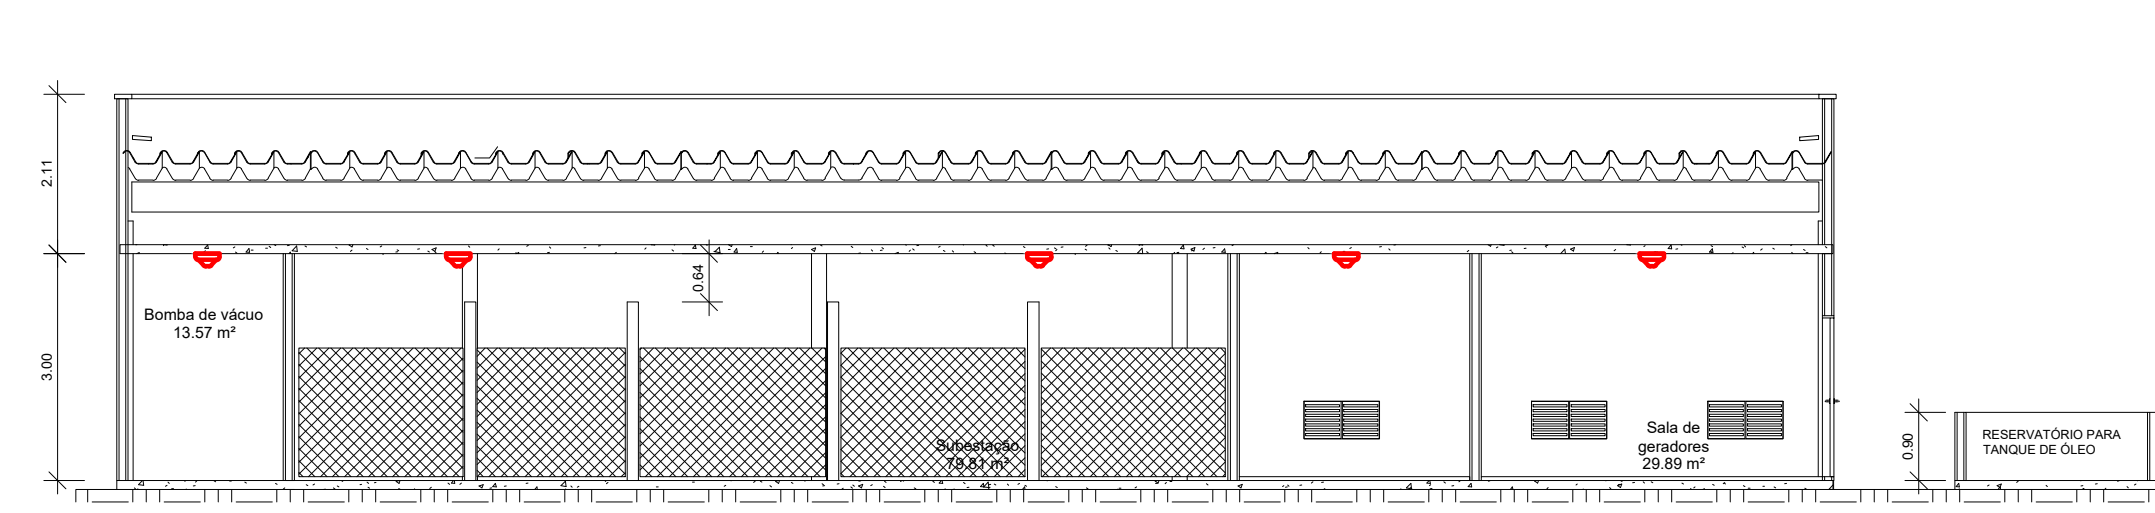 2.11
0.64
Bomba de vácuo
13.57 m²
3.00
Subestação
79.81 m²
Sala de
geradores
29.89 m²
0.90
RESERVATÓRIO PARA
TANQUE DE ÓLEO